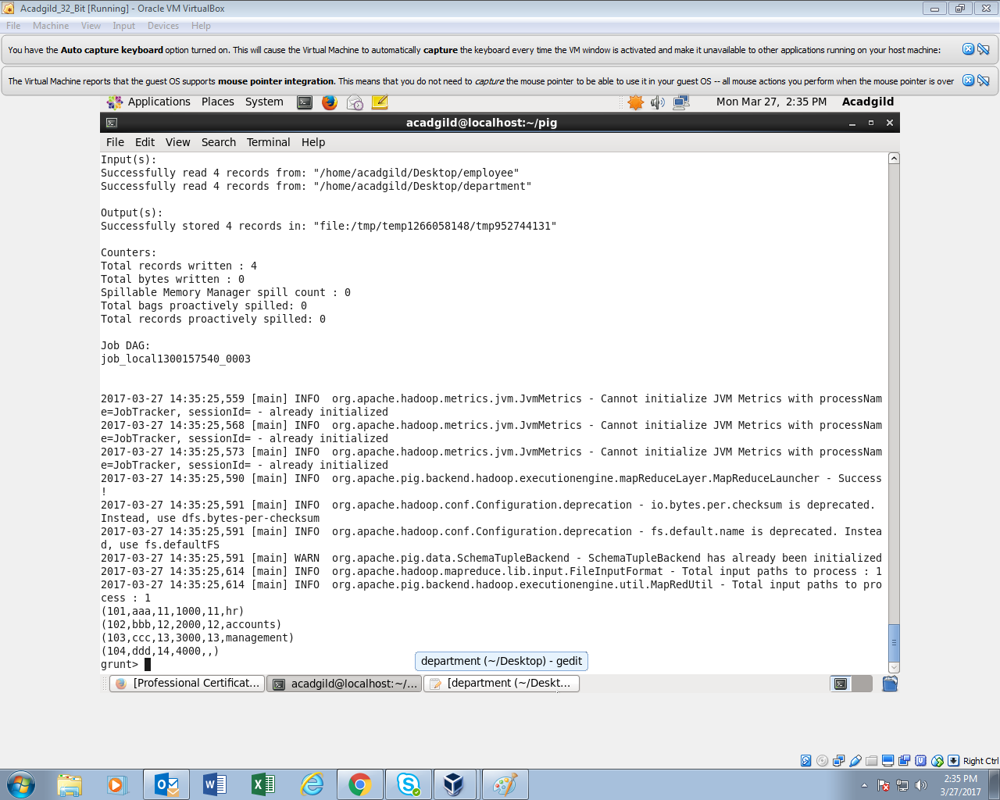 Acadgild_32_Bit [Running] - Oracle VM VirtualBox
File Machine View Input Devices Help
You have the Auto capture keyboard option turned on. This will cause the Virtual Machine to automatically capture the keyboard every time the VM window is activated and make it unavailable to other applications running on your host machine:
The Virtual Machine reports that the guest OS supports mouse pointer integration. This means that you do not need to capture the mouse pointer to be able to use it in your guest OS -- all mouse actions you perform when the mouse pointer is over
Applications Places System Mon Mar 27, 2:35 PM Acadgild
acadgild@localhost:~/pig
File Edit View Search Terminal Help
Input(s):
Successfully read 4 records from: "/home/acadgild/Desktop/employee"
Successfully read 4 records from: "/home/acadgild/Desktop/department"
Output(s):
Successfully stored 4 records in: "file:/tmp/temp1266058148/tmp952744131"
Counters:
Total records written : 4
Total bytes written : 0
Spillable Memory Manager spill count : 0
Total bags proactively spilled: 0
Total records proactively spilled: 0
Job DAG:
job_local1300157540_0003
2017-03-27 14:35:25,559 [main] INFO  org.apache.hadoop.metrics.jvm.JvmMetrics - Cannot initialize JVM Metrics with processNam
e=JobTracker, sessionId= - already initialized
2017-03-27 14:35:25,568 [main] INFO  org.apache.hadoop.metrics.jvm.JvmMetrics - Cannot initialize JVM Metrics with processNam
e=JobTracker, sessionId= - already initialized
2017-03-27 14:35:25,573 [main] INFO  org.apache.hadoop.metrics.jvm.JvmMetrics - Cannot initialize JVM Metrics with processNam
e=JobTracker, sessionId= - already initialized
2017-03-27 14:35:25,590 [main] INFO  org.apache.pig.backend.hadoop.executionengine.mapReduceLayer.MapReduceLauncher - Success
!
2017-03-27 14:35:25,591 [main] INFO  org.apache.hadoop.conf.Configuration.deprecation - io.bytes.per.checksum is deprecated.
Instead, use dfs.bytes-per-checksum
2017-03-27 14:35:25,591 [main] INFO  org.apache.hadoop.conf.Configuration.deprecation - fs.default.name is deprecated. Instea
d, use fs.defaultFS
2017-03-27 14:35:25,591 [main] WARN  org.apache.pig.data.SchemaTupleBackend - SchemaTupleBackend has already been initialized
2017-03-27 14:35:25,614 [main] INFO  org.apache.hadoop.mapreduce.lib.input.FileInputFormat - Total input paths to process : 1
2017-03-27 14:35:25,614 [main] INFO  org.apache.pig.backend.hadoop.executionengine.util.MapRedUtil - Total input paths to pro
cess : 1
(101,aaa,11,1000,11,hr)
(102,bbb,12,2000,12,accounts)
(103,ccc,13,3000,13,management)
(104,ddd,14,4000,,)
grunt>
department (~/Desktop) - gedit
[Professional Certificat... acadgild@localhost:~/... [department (~/Deskt...
Right Ctrl
2:35 PM
3/27/2017